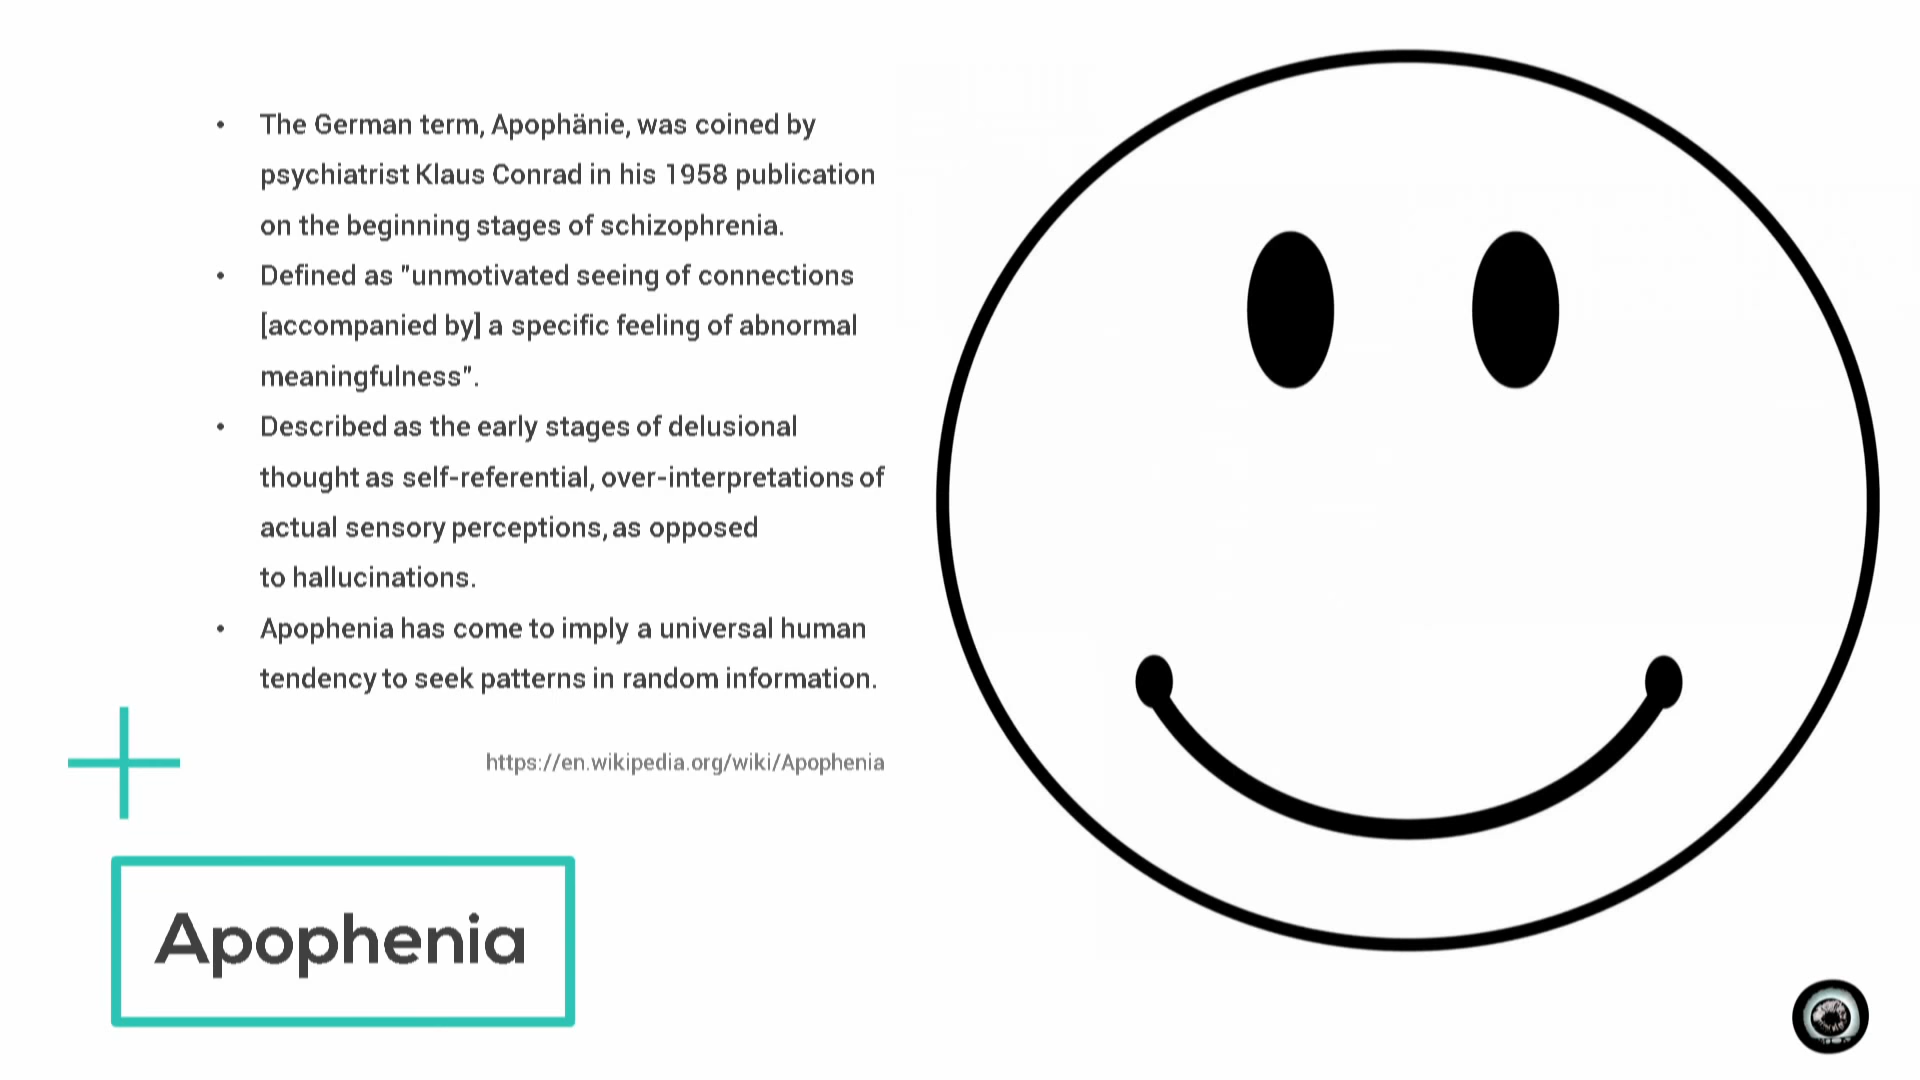 • The German term, Apophänie, was coined by
psychiatrist Klaus Conrad in his 1958 publication
on the beginning stages of schizophrenia.
• Defined as "unmotivated seeing of connections
[accompanied by] a specific feeling of abnormal
meaningfulness".
• Described as the early stages of delusional
thought as self-referential, over-interpretations of
actual sensory perceptions, as opposed
to hallucinations.
• Apophenia has come to imply a universal human
tendency to seek patterns in random information.
https://en.wikipedia.org/wiki/Apophenia
Apophenia